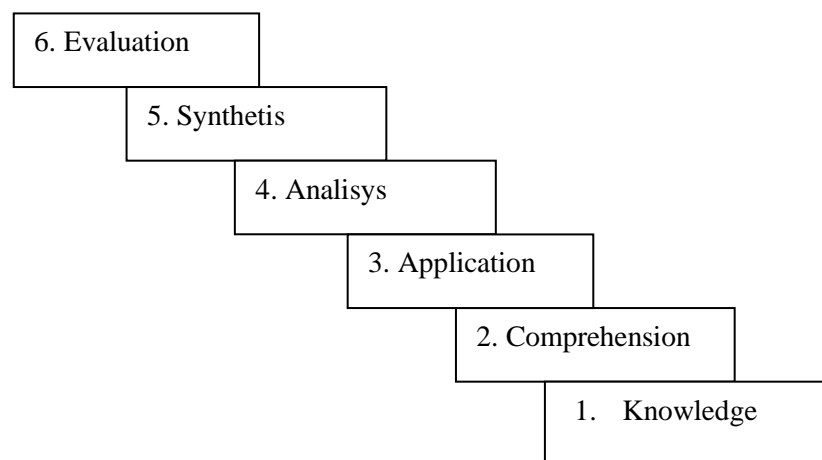 6. Evaluation
5. Synthetis
4. Analisys
3. Application
2. Comprehension
1. Knowledge